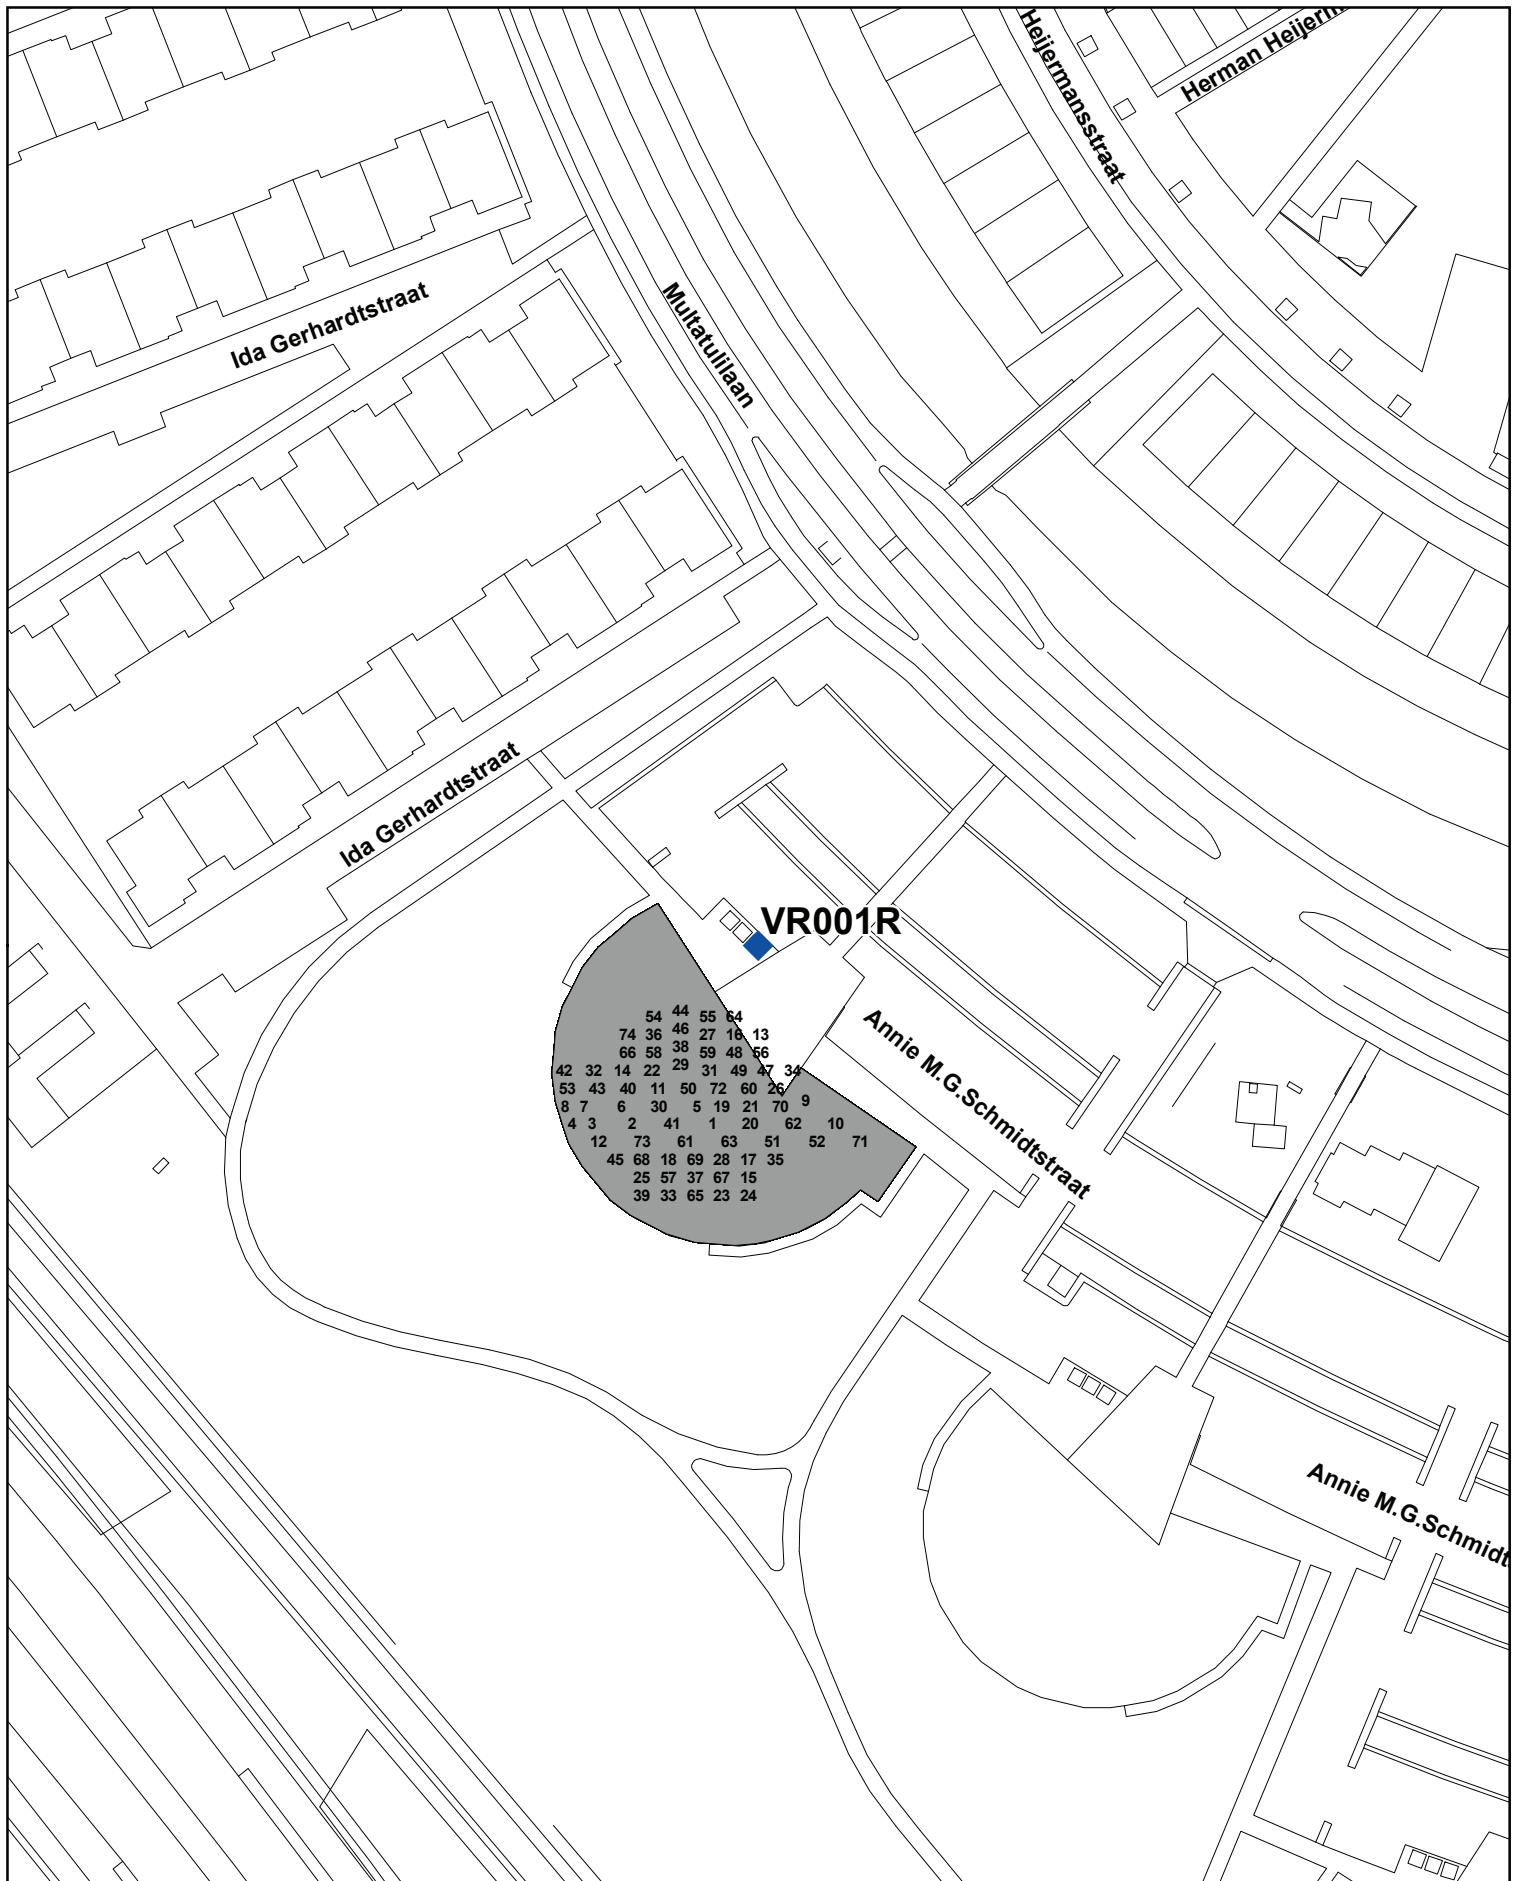 Heijermansstraat
Herman Heijerm
Multatulilaan
Ida Gerhardtstraat
Ida Gerhardtstraat
VR001R
54 44 55 64
74 36 46 27 16 13
66 58 38 59 48 56
42 32 14 22 29 31 49 47 34
53 43 40 11 50 72 60 26
8 7 6 30 5 19 21 70 9
4 3 2 41 1 20 62 10
12 73 61 63 51 52 71
45 68 18 69 28 17 35
25 57 37 67 15
39 33 65 23 24
Annie M.G.Schmidtstraat
Annie M.G.Schmidt